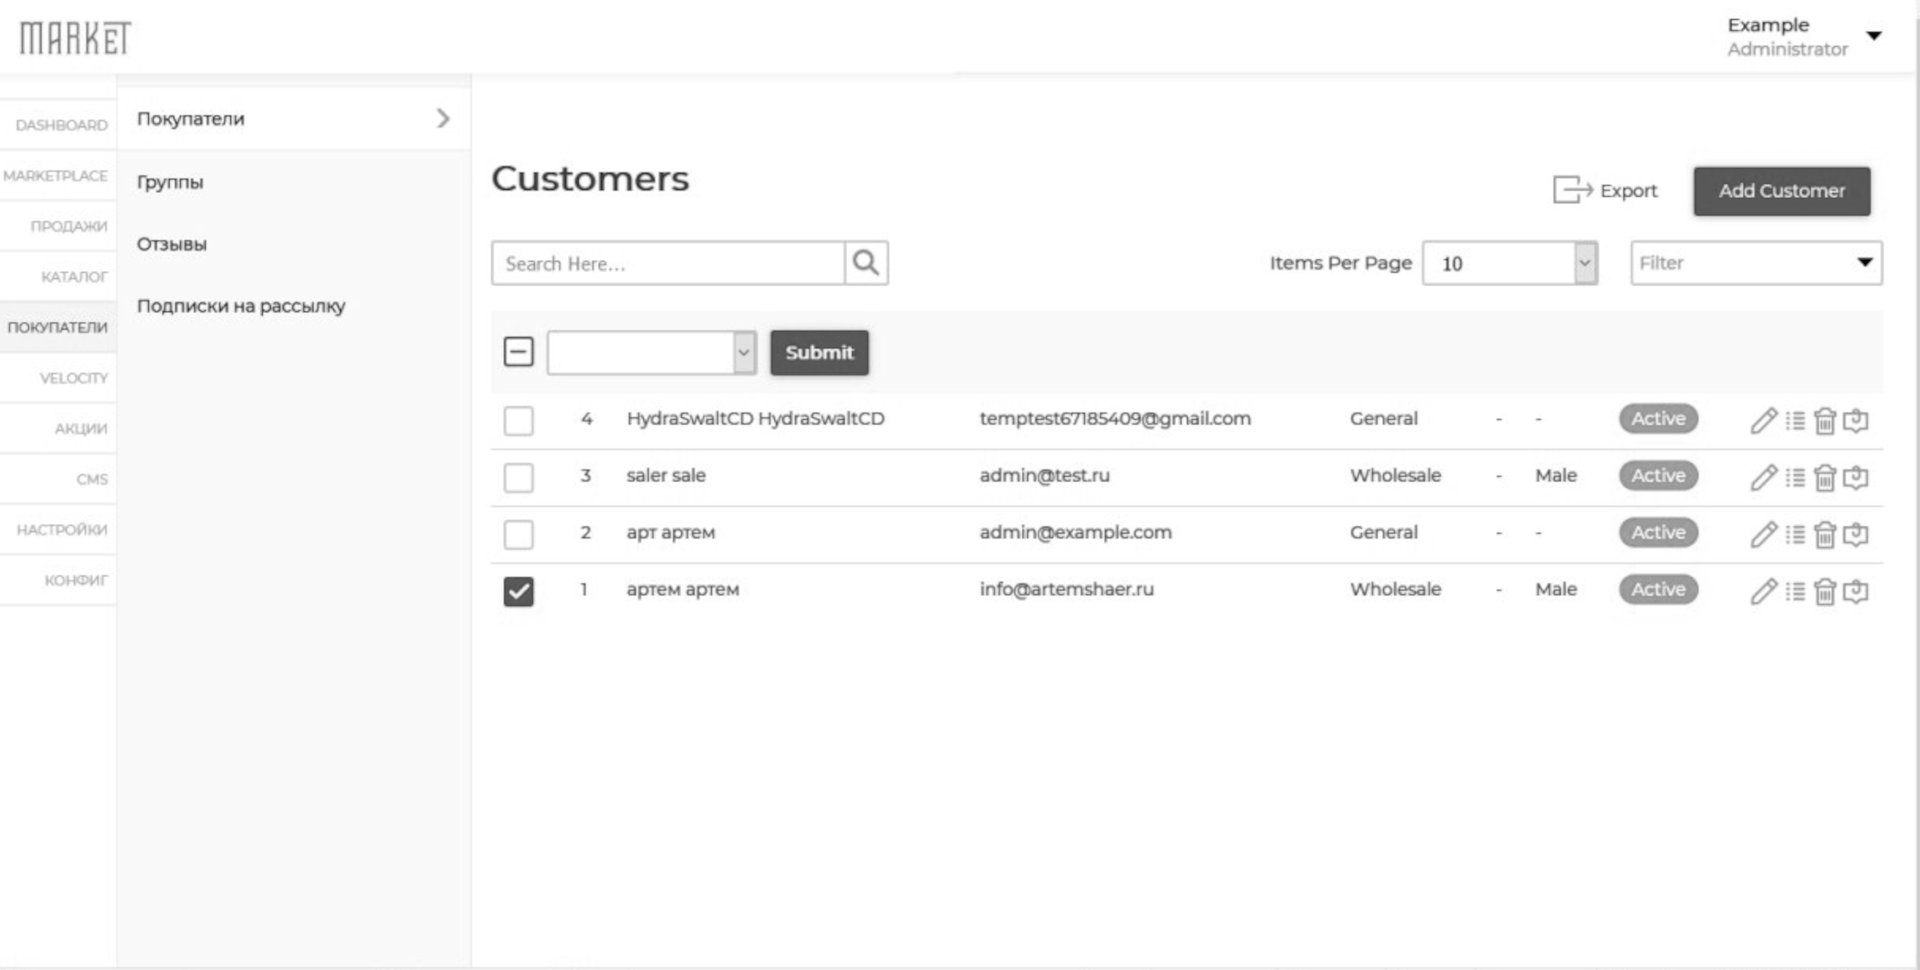 MARKET
Example
Administrator
DASHBOARD
MARKETPLACE
ПРОДАЖИ
КАТАЛОГ
ПОКУПАТЕЛИ
VELOCITY
АКЦИИ
CMS
НАСТРОЙКИ
КОНФИГ
Покупатели
Группы
Отзывы
Подписки на рассылку
Customers
Export
Add Customer
Search Here...
Items Per Page 10
Filter
Submit
4 HydraSwaltCD HydraSwaltCD temptest67185409@gmail.com General - - Active
3 saler sale admin@test.ru Wholesale - Male Active
2 арт артем admin@example.com General - - Active
1 артем артем info@artemshaer.ru Wholesale - Male Active